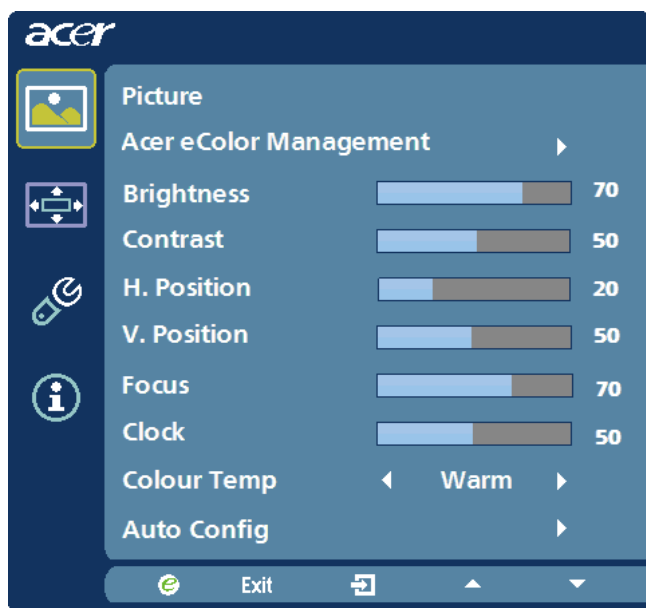 acer
Picture
Acer eColor Management
Brightness 70
Contrast 50
H. Position 20
V. Position 50
Focus 70
Clock 50
Colour Temp Warm
Auto Config
e Exit